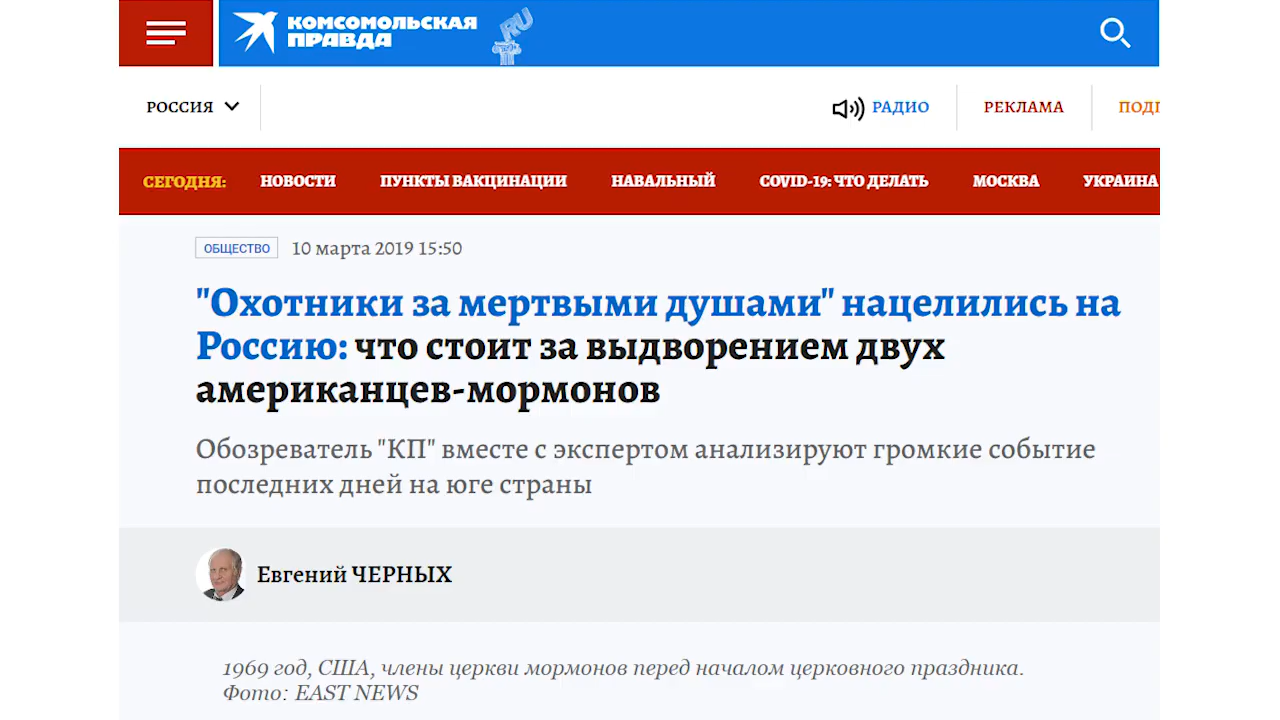 КОМСОМОЛЬСКАЯ
ПРАВДА
RU
РОССИЯ
РАДИО
РЕКЛАМА
СЕГОДНЯ:
НОВОСТИ
ПУНКТЫ ВАКЦИНАЦИИ
НАВАЛЬНЫЙ
COVID-19: ЧТО ДЕЛАТЬ
МОСКВА
УКРАИНА
ОБЩЕСТВО
10 марта 2019 15:50
"Охотники за мертвыми душами" нацелились на
Россию: что стоит за выдворением двух
американцев-мормонов
Обозреватель "КП" вместе с экспертом анализируют громкие событие
последних дней на юге страны
Евгений ЧЕРНЫХ
1969 год, США, члены церкви мормонов перед началом церковного праздника.
Фото: EAST NEWS